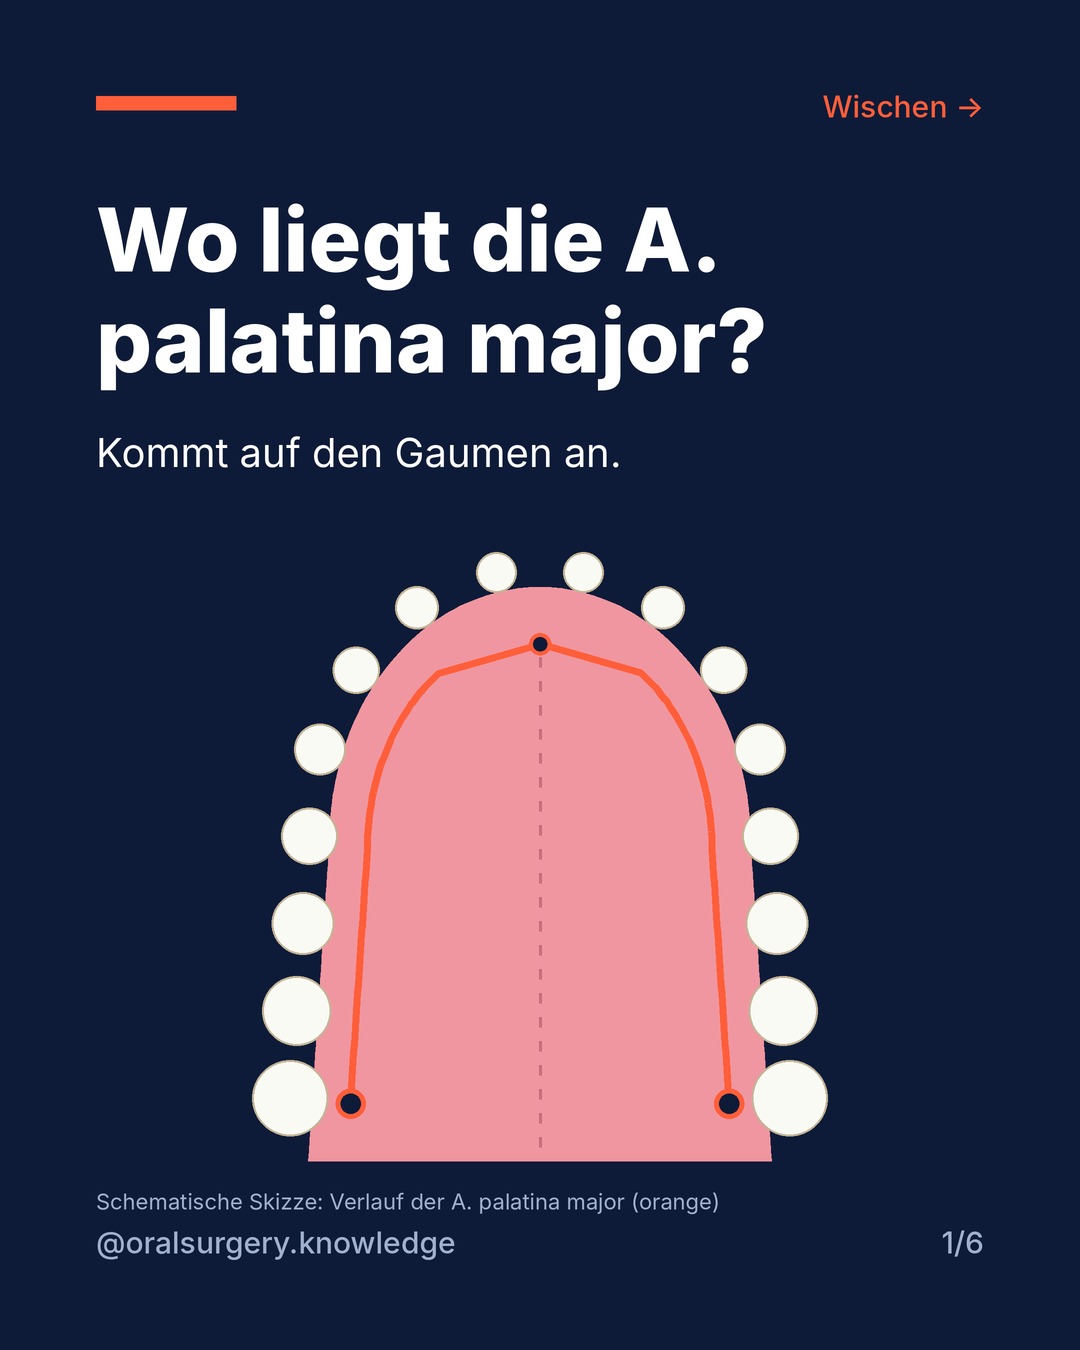 Wischen →
Wo liegt die A.
palatina major?
Kommt auf den Gaumen an.
Schematische Skizze: Verlauf der A. palatina major (orange)
@oralsurgery.knowledge
1/6